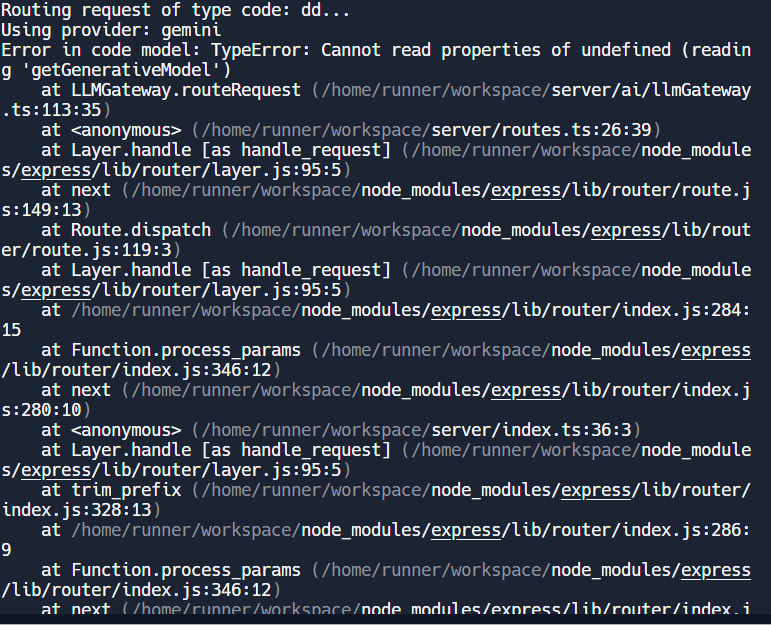 Routing request of type code: dd...
Using provider: gemini
Error in code model: TypeError: Cannot read properties of undefined (readin
g 'getGenerativeModel')
    at LLMGateway.routeRequest (/home/runner/workspace/server/ai/llmGateway
.ts:113:35)
    at <anonymous> (/home/runner/workspace/server/routes.ts:26:39)
    at Layer.handle [as handle_request] (/home/runner/workspace/node_module
s/express/lib/router/layer.js:95:5)
    at next (/home/runner/workspace/node_modules/express/lib/router/route.j
s:149:13)
    at Route.dispatch (/home/runner/workspace/node_modules/express/lib/rout
er/route.js:119:3)
    at Layer.handle [as handle_request] (/home/runner/workspace/node_module
s/express/lib/router/layer.js:95:5)
    at /home/runner/workspace/node_modules/express/lib/router/index.js:284:
15
    at Function.process_params (/home/runner/workspace/node_modules/express
/lib/router/index.js:346:12)
    at next (/home/runner/workspace/node_modules/express/lib/router/index.j
s:280:10)
    at <anonymous> (/home/runner/workspace/server/index.ts:36:3)
    at Layer.handle [as handle_request] (/home/runner/workspace/node_module
s/express/lib/router/layer.js:95:5)
    at trim_prefix (/home/runner/workspace/node_modules/express/lib/router/
index.js:328:13)
    at /home/runner/workspace/node_modules/express/lib/router/index.js:286:
9
    at Function.process_params (/home/runner/workspace/node_modules/express
/lib/router/index.js:346:12)
    at next (/home/runner/workspace/node_modules/express/lib/router/index.j